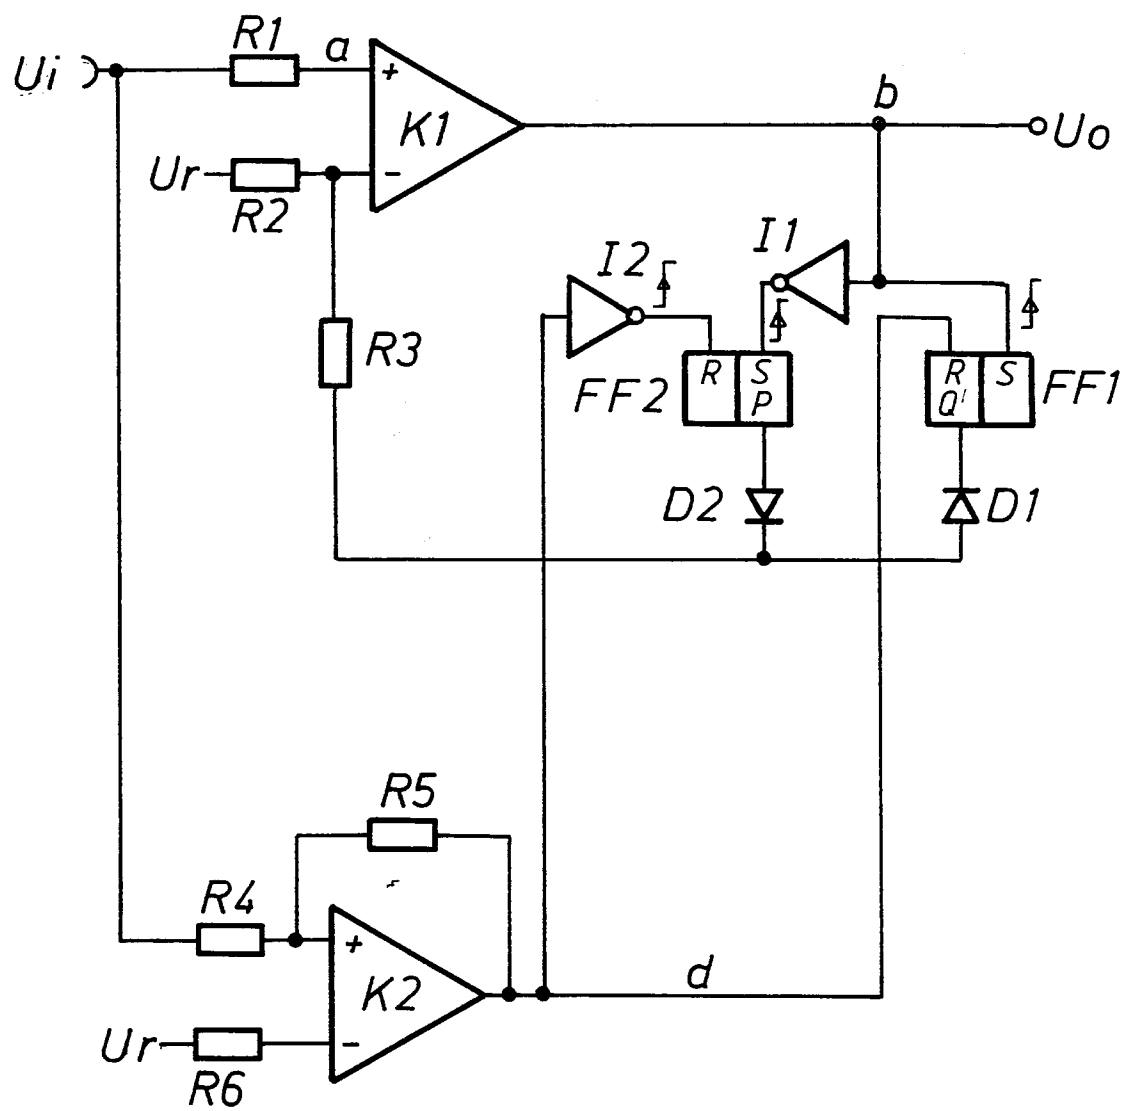 R1
a
Ui
+
K1
b
Uo
Ur
-
R2
I1
I2
R3
R
S
P
FF2
R
Q'
S
FF1
D2
D1
R5
R4
+
K2
d
Ur
-
R6